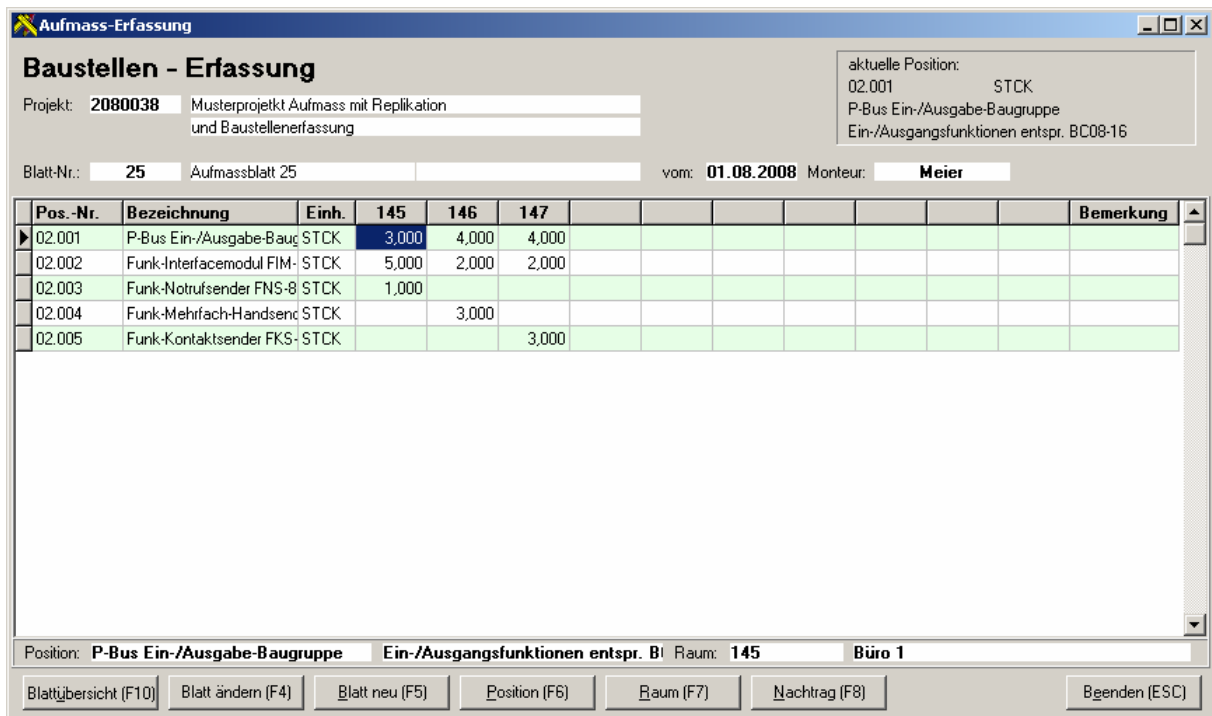 Aufmass-Erfassung
Baustellen - Erfassung
aktuelle Position:
02.001 STCK
P-Bus Ein-/Ausgabe-Baugruppe
Ein-/Ausgangsfunktionen entspr. BC08-16
Projekt: 2080038 Musterprojetkt Aufmass mit Replikation
und Baustellenerfassung
Blatt-Nr.: 25 Aufmassblatt 25 vom: 01.08.2008 Monteur: Meier
Pos.-Nr. Bezeichnung Einh. 145 146 147 Bemerkung
02.001 P-Bus Ein-/Ausgabe-Baug STCK 3,000 4,000 4,000
02.002 Funk-Interfacemodul FIM- STCK 5,000 2,000 2,000
02.003 Funk-Notrufsender FNS-8 STCK 1,000
02.004 Funk-Mehrfach-Handsend STCK 3,000
02.005 Funk-Kontaktsender FKS- STCK 3,000
Position: P-Bus Ein-/Ausgabe-Baugruppe Ein-/Ausgangsfunktionen entspr. B Raum: 145 Büro 1
Blattübersicht (F10) Blatt ändern (F4) Blatt neu (F5) Position (F6) Raum (F7) Nachtrag (F8) Beenden (ESC)